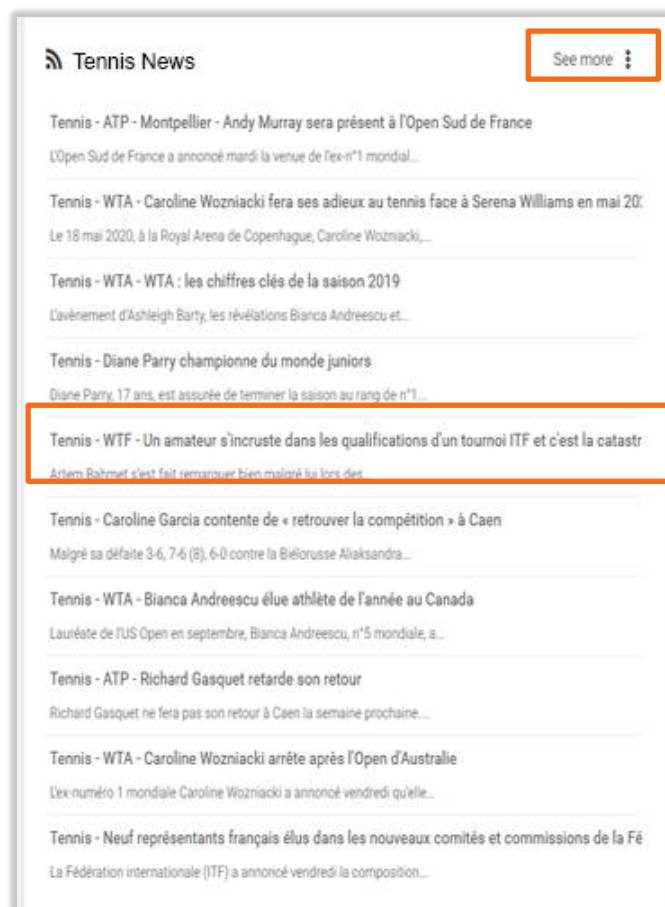 Tennis News
See more
Tennis - ATP - Montpellier - Andy Murray sera présent à l'Open Sud de France
L'Open Sud de France a annoncé mardi la venue de l'ex-n°1 mondial...
Tennis - WTA - Caroline Wozniacki fera ses adieux au tennis face à Serena Williams en mai 202
Le 18 mai 2020, à la Royal Arena de Copenhague, Caroline Wozniacki,...
Tennis - WTA - WTA : les chiffres clés de la saison 2019
L'avènement d'Ashleigh Barty, les révélations Bianca Andreescu et...
Tennis - Diane Parry championne du monde juniors
Diane Parry, 17 ans, est assurée de terminer la saison au rang de n°1...
Tennis - WTF - Un amateur s'incruste dans les qualifications d'un tournoi ITF et c'est la catastr
Artem Bahmet s'est fait remarquer bien malgré lui lors des...
Tennis - Caroline Garcia contente de « retrouver la compétition » à Caen
Malgré sa défaite 3-6, 7-6 (8), 6-0 contre la Biélorusse Aliaksandra...
Tennis - WTA - Bianca Andreescu élue athlète de l'année au Canada
Lauréate de l'US Open en septembre, Bianca Andreescu, n°5 mondiale, a...
Tennis - ATP - Richard Gasquet retarde son retour
Richard Gasquet ne fera pas son retour à Caen la semaine prochaine....
Tennis - WTA - Caroline Wozniacki arrête après l'Open d'Australie
L'ex-numéro 1 mondiale Caroline Wozniacki a annoncé vendredi qu'elle...
Tennis - Neuf représentants français élus dans les nouveaux comités et commissions de la Fé
La Fédération internationale (ITF) a annoncé vendredi la composition...